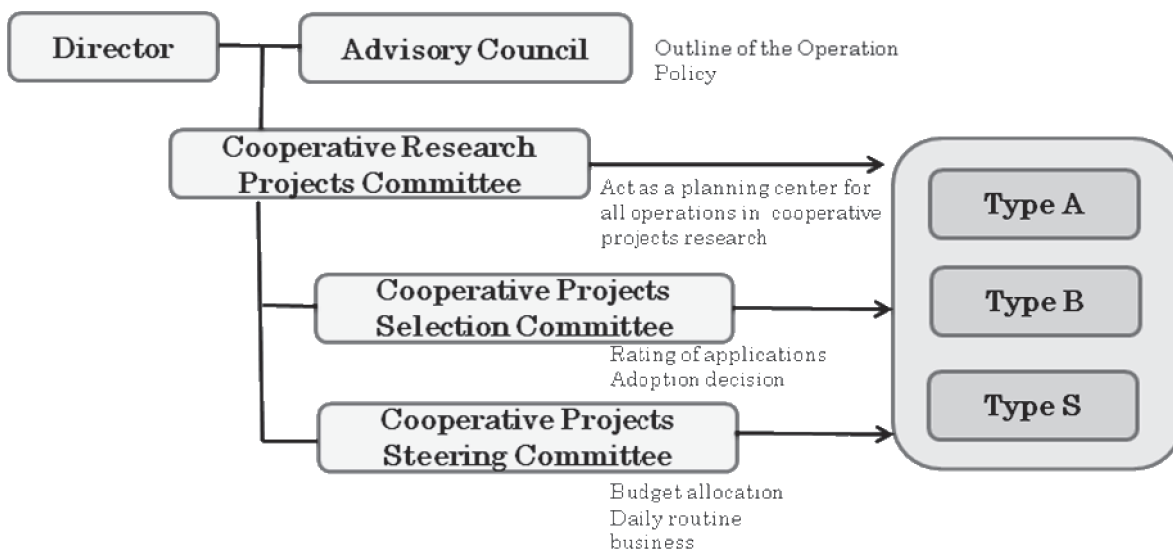 Director
Advisory Council
Outline of the Operation
Policy
Cooperative Research
Projects Committee
Act as a planning center for
all operations in cooperative
projects research
Type A
Cooperative Projects
Selection Committee
Type B
Rating of applications
Adoption decision
Cooperative Projects
Steering Committee
Type S
Budget allocation
Daily routine
business